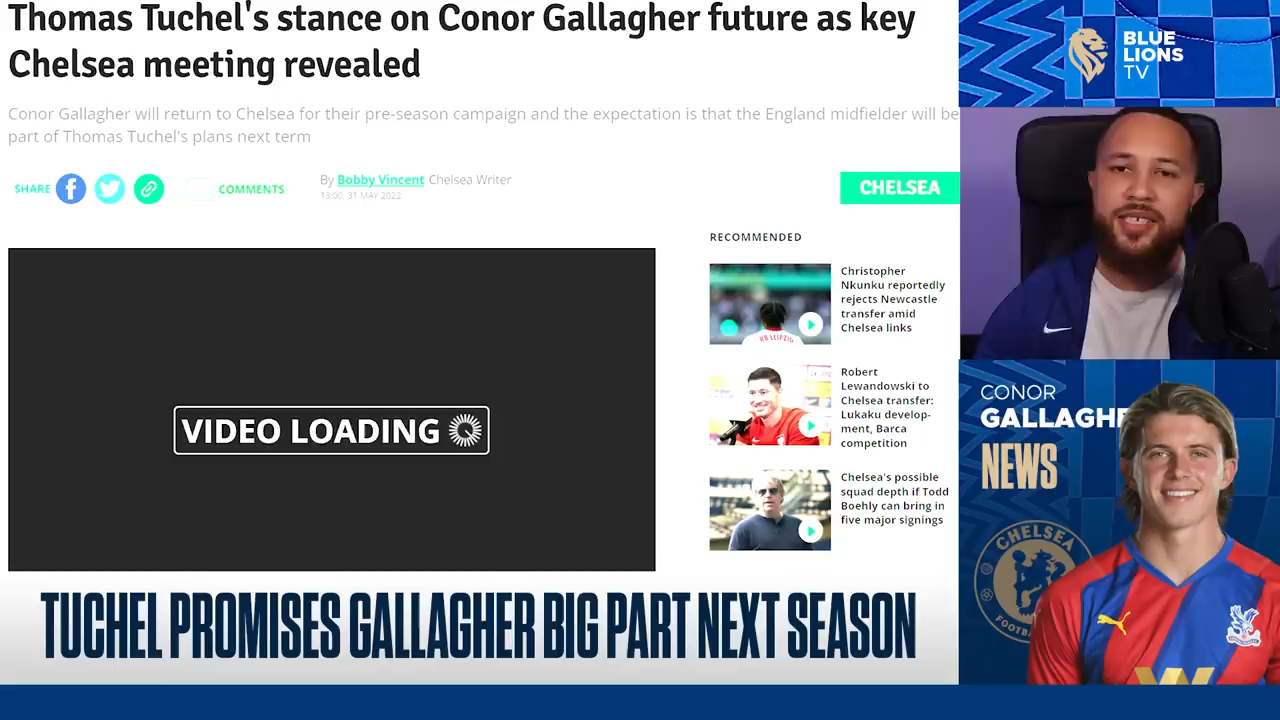 Thomas Tuchel's stance on Conor Gallagher future as key
Chelsea meeting revealed
Conor Gallagher will return to Chelsea for their pre-season campaign and the expectation is that the England midfielder will be
part of Thomas Tuchel's plans next term
SHARE
COMMENTS
By Bobby Vincent Chelsea Writer
13:00, 31 MAY 2022
CHELSEA
RECOMMENDED
Christopher
Nkunku reportedly
rejects Newcastle
transfer amid
Chelsea links
RB LEIPZIG
Robert
Lewandowski to
Chelsea transfer:
Lukaku develop-
ment, Barca
competition
Chelsea's possible
squad depth if Todd
Boehly can bring in
five major signings
VIDEO LOADING
TUCHEL PROMISES GALLAGHER BIG PART NEXT SEASON
BLUE
LIONS
TV
CONOR
GALLAGHE
NEWS
CHELSEA
FOOTBA